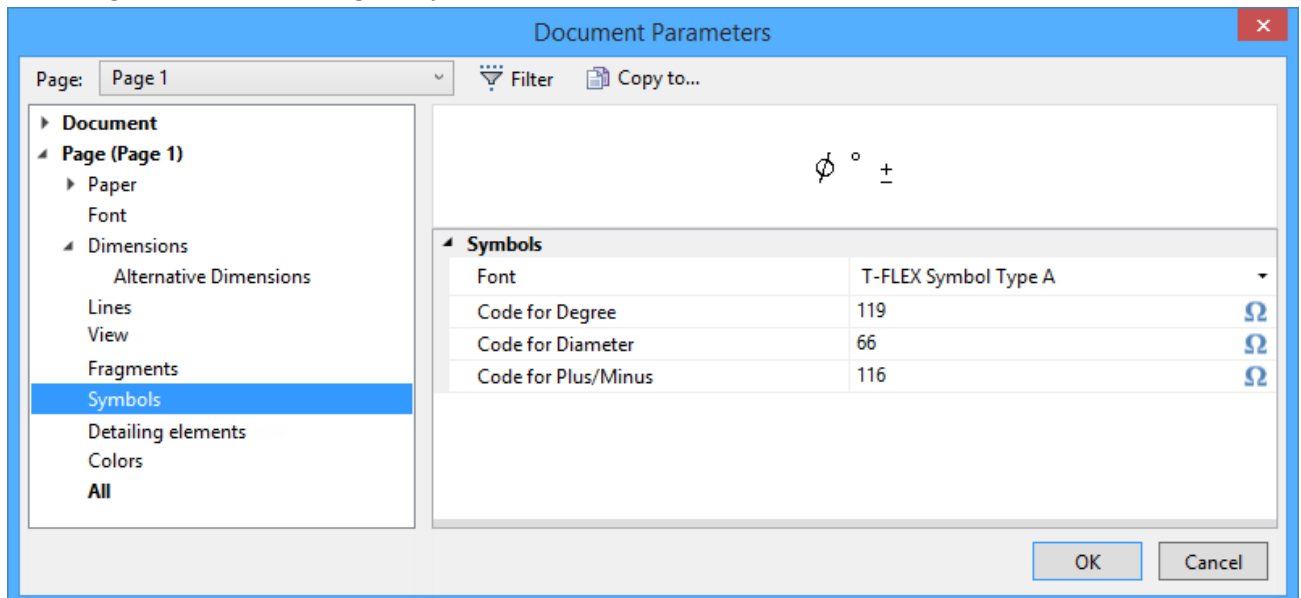 Document Parameters
Page: Page 1 Filter Copy to...
Document
Page (Page 1)
Paper
Font
Dimensions
Alternative Dimensions
Lines
View
Fragments
Symbols
Detailing elements
Colors
All
⌀ ° ±
Symbols
Font T-FLEX Symbol Type A
Code for Degree 119 Ω
Code for Diameter 66 Ω
Code for Plus/Minus 116 Ω
OK Cancel